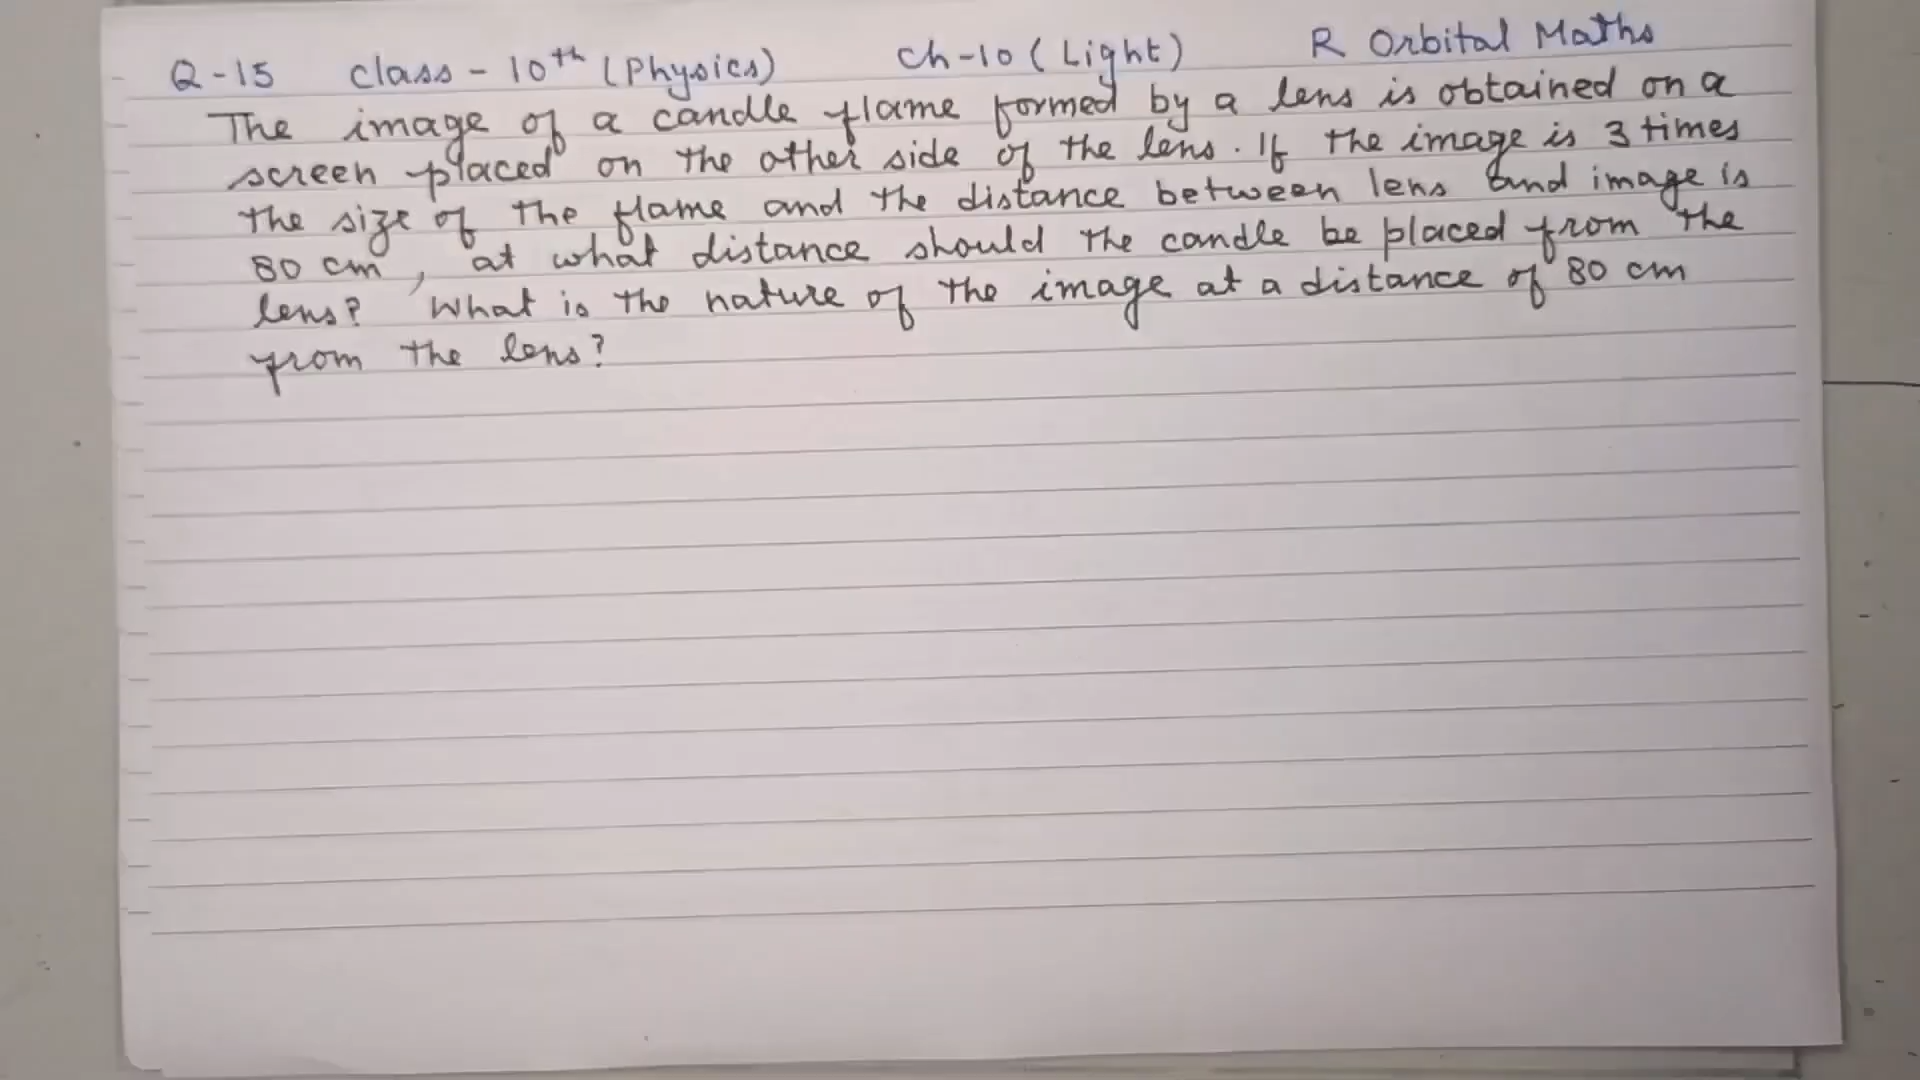 Q-15 class-10th (Physics) Ch-10 (Light) R Orbital Maths
The image of a candle flame formed by a lens is obtained on a
screen placed on the other side of the lens. If the image is 3 times
the size of the flame and the distance between lens and image is
80 cm, at what distance should the candle be placed from the
lens? What is the nature of the image at a distance of 80 cm
from the lens?